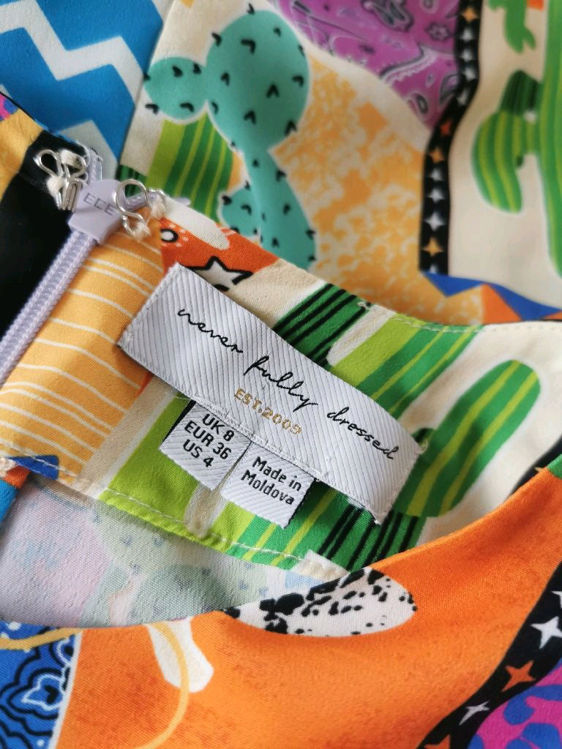 never fully dressed
EST.2009
UK 8
EUR 36
US 4
Made in
Moldova